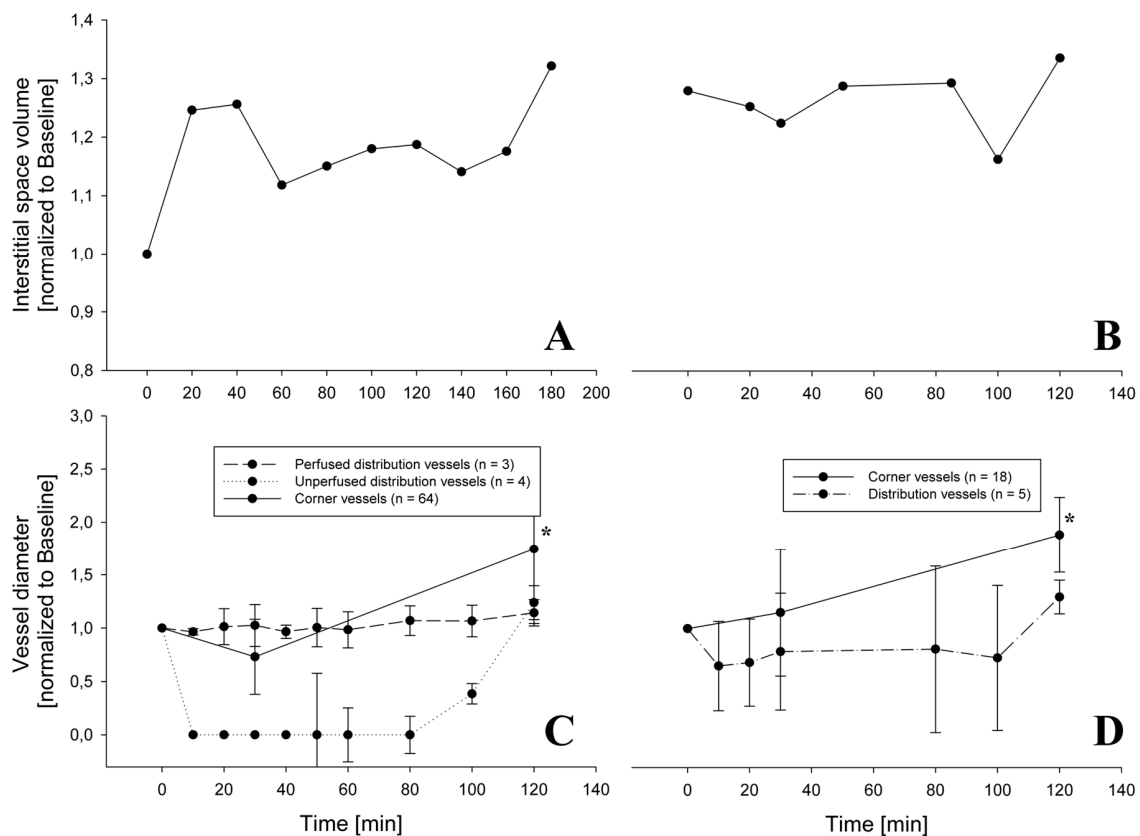 1,4
1,3
1,2
1,1
1,0
0,9
0,8
Interstitial space volume
[normalized to Baseline]
A
0 20 40 60 80 100 120 140 160 180 200
B
0 20 40 60 80 100 120 140
3,0
2,5
2,0
1,5
1,0
0,5
0,0
Vessel diameter
[normalized to Baseline]
Perfused distribution vessels (n = 3)
Unperfused distribution vessels (n = 4)
Corner vessels (n = 64)
*
C
0 20 40 60 80 100 120 140
Time [min]
Corner vessels (n = 18)
Distribution vessels (n = 5)
*
D
0 20 40 60 80 100 120 140
Time [min]